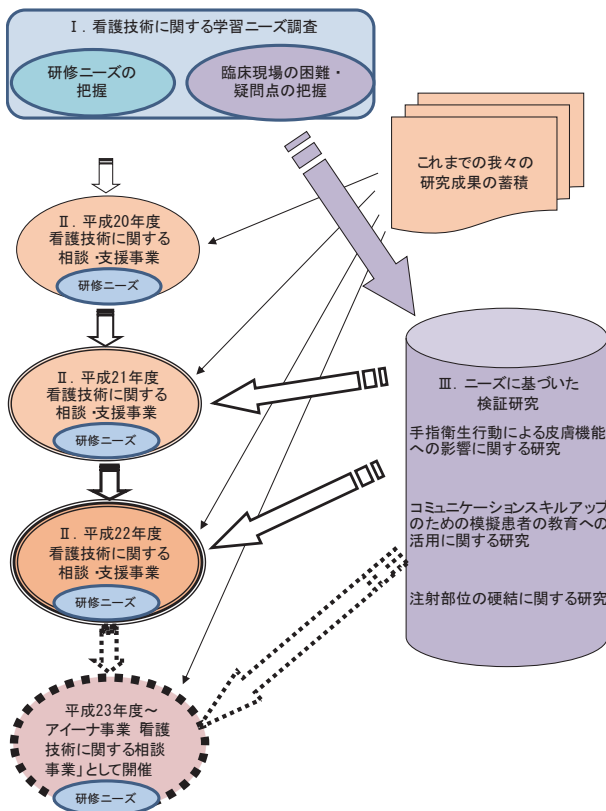 Ⅰ．看護技術に関する学習ニーズ調査
研修ニーズの
把握
臨床現場の困難・
疑問点の把握
これまでの我々の
研究成果の蓄積
Ⅱ．平成20年度
看護技術に関する
相談・支援事業
研修ニーズ
Ⅱ．平成21年度
看護技術に関する
相談・支援事業
研修ニーズ
Ⅲ．ニーズに基づいた
検証研究
手指衛生行動による皮膚機能
への影響に関する研究
コミュニケーションスキルアップ
のための模擬患者の教育への
活用に関する研究
注射部位の硬結に関する研究
Ⅱ．平成22年度
看護技術に関する
相談・支援事業
研修ニーズ
平成23年度～
アイーナ事業「看護
技術に関する相談
事業」として開催
研修ニーズ